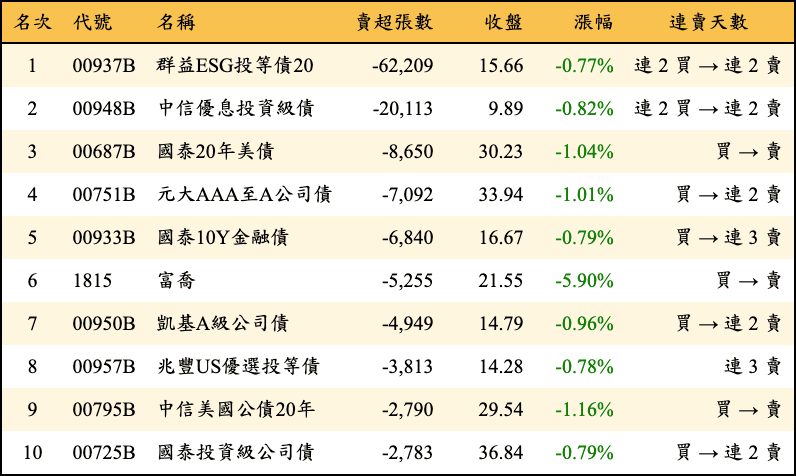 名次 代號 名稱 賣超張數 收盤 漲幅 連賣天數
1 00937B 群益ESG投等債20 -62,209 15.66 -0.77% 連 2 買 → 連 2 賣
2 00948B 中信優息投資級債 -20,113 9.89 -0.82% 連 2 買 → 連 2 賣
3 00687B 國泰20年美債 -8,650 30.23 -1.04% 買 → 賣
4 00751B 元大AAA至A公司債 -7,092 33.94 -1.01% 買 → 連 2 賣
5 00933B 國泰10Y金融債 -6,840 16.67 -0.79% 買 → 連 3 賣
6 1815 富喬 -5,255 21.55 -5.90% 買 → 賣
7 00950B 凱基A級公司債 -4,949 14.79 -0.96% 買 → 連 2 賣
8 00957B 兆豐US優選投等債 -3,813 14.28 -0.78% 連 3 賣
9 00795B 中信美國公債20年 -2,790 29.54 -1.16% 買 → 賣
10 00725B 國泰投資級公司債 -2,783 36.84 -0.79% 買 → 連 2 賣